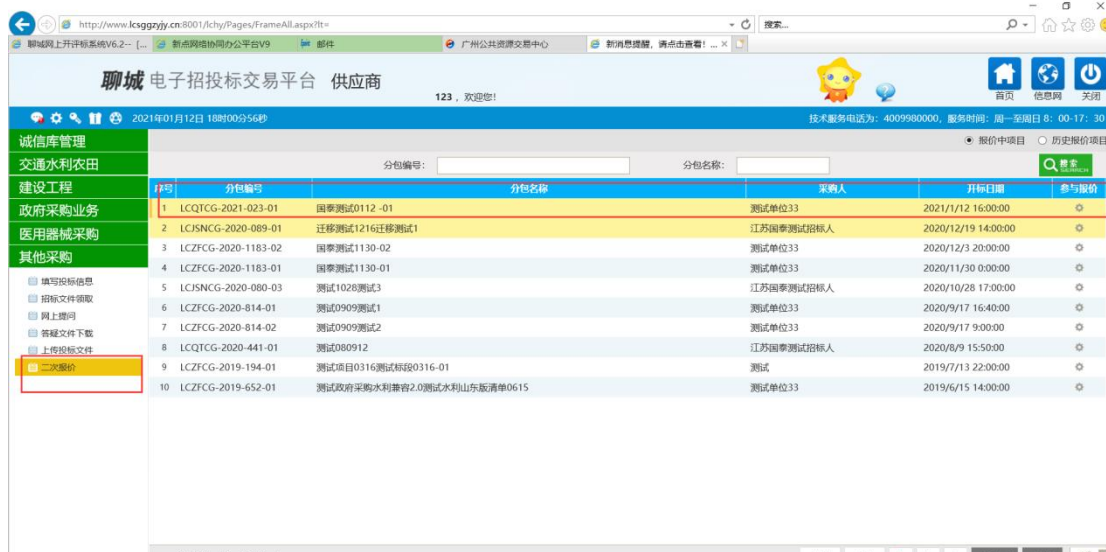 http://www.lcsggzyjy.cn:8001/lchy/Pages/FrameAll.aspx?lt=
搜索...
聊城网上开评标系统V6.2-- [...
新点网络协同办公平台V9
邮件
广州公共资源交易中心
新消息提醒,请点击查看! ...
聊城 电子招投标交易平台 供应商
123,欢迎您!
首页 信息网 关闭
2021年01月12日 18时00分56秒
技术服务电话为:4009980000,服务时间:周一至周日 8:00-17:30
诚信库管理
报价中项目 历史报价项目
交通水利农田
分包编号: 分包名称: 搜索 SEARCH
建设工程
政府采购业务
医用器械采购
其他采购
填写投标信息
招标文件领取
网上提问
答疑文件下载
上传投标文件
二次报价
序号 分包编号 分包名称 采购人 开标日期 参与报价
1 LCQTCG-2021-023-01 国泰测试0112 -01 测试单位33 2021/1/12 16:00:00
2 LCJSNCG-2020-089-01 迁移测试1216迁移测试1 江苏国泰测试招标人 2020/12/19 14:00:00
3 LCZFCG-2020-1183-02 国泰测试1130-02 测试单位33 2020/12/3 20:00:00
4 LCZFCG-2020-1183-01 国泰测试1130-01 测试单位33 2020/11/30 0:00:00
5 LCJSNCG-2020-080-03 测试1028测试3 江苏国泰测试招标人 2020/10/28 17:00:00
6 LCZFCG-2020-814-01 测试0909测试1 测试单位33 2020/9/17 16:40:00
7 LCZFCG-2020-814-02 测试0909测试2 测试单位33 2020/9/17 9:00:00
8 LCQTCG-2020-441-01 测试080912 江苏国泰测试招标人 2020/8/9 15:50:00
9 LCZFCG-2019-194-01 测试项目0316测试标段0316-01 测试 2019/7/13 22:00:00
10 LCZFCG-2019-652-01 测试政府采购水利兼容2.0测试水利山东版清单0615 测试单位33 2019/6/15 14:00:00